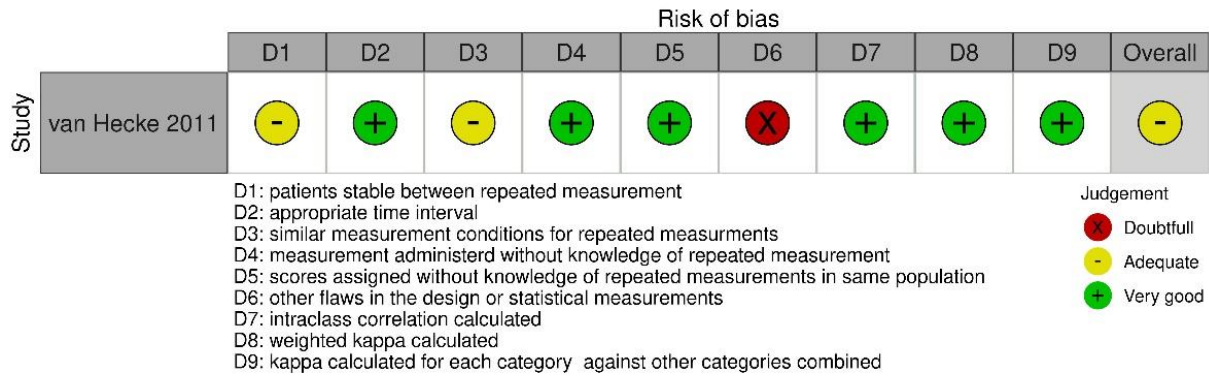 Risk of bias
D1 D2 D3 D4 D5 D6 D7 D8 D9 Overall
Study
van Hecke 2011 - + - + + X + + + -
D1: patients stable between repeated measurement
D2: appropriate time interval
D3: similar measurement conditions for repeated measurments
D4: measurement administerd without knowledge of repeated measurement
D5: scores assigned without knowledge of repeated measurements in same population
D6: other flaws in the design or statistical measurements
D7: intraclass correlation calculated
D8: weighted kappa calculated
D9: kappa calculated for each category against other categories combined
Judgement
X Doubtfull
- Adequate
+ Very good